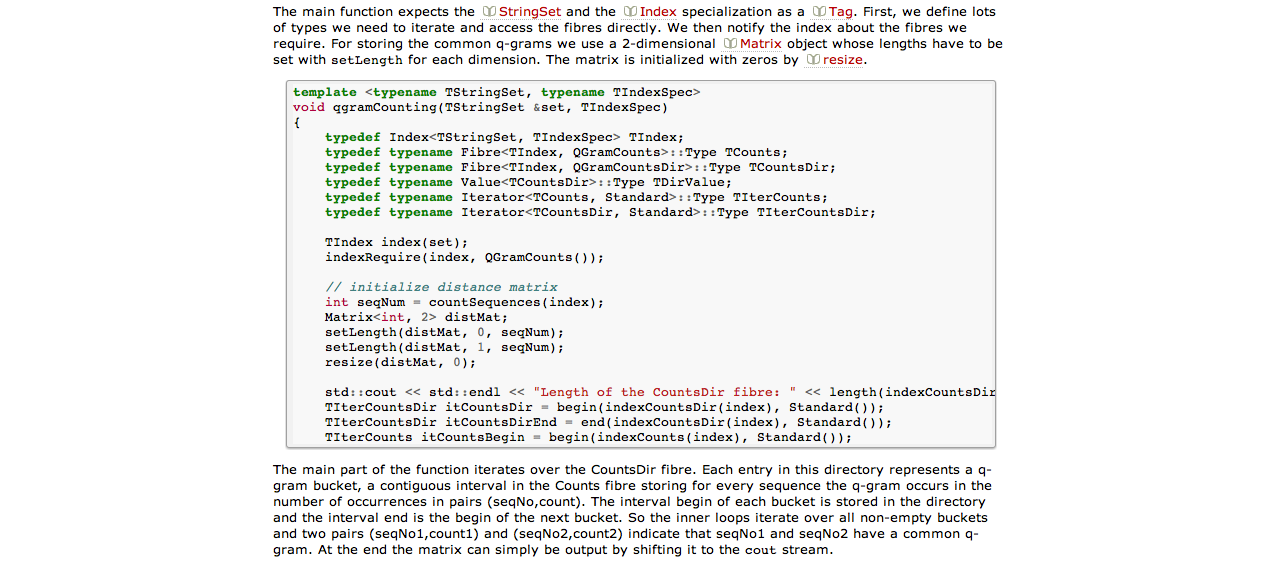 The main function expects the StringSet and the Index specialization as a Tag. First, we define lots
of types we need to iterate and access the fibres directly. We then notify the index about the fibres we
require. For storing the common q-grams we use a 2-dimensional Matrix object whose lengths have to be
set with setLength for each dimension. The matrix is initialized with zeros by resize.
template <typename TStringSet, typename TIndexSpec>
void qgramCounting(TStringSet &set, TIndexSpec)
{
    typedef Index<TStringSet, TIndexSpec> TIndex;
    typedef typename Fibre<TIndex, QGramCounts>::Type TCounts;
    typedef typename Fibre<TIndex, QGramCountsDir>::Type TCountsDir;
    typedef typename Value<TCountsDir>::Type TDirValue;
    typedef typename Iterator<TCounts, Standard>::Type TIterCounts;
    typedef typename Iterator<TCountsDir, Standard>::Type TIterCountsDir;
    TIndex index(set);
    indexRequire(index, QGramCounts());
    // initialize distance matrix
    int seqNum = countSequences(index);
    Matrix<int, 2> distMat;
    setLength(distMat, 0, seqNum);
    setLength(distMat, 1, seqNum);
    resize(distMat, 0);
    std::cout << std::endl << "Length of the CountsDir fibre: " << length(indexCountsDir
    TIterCountsDir itCountsDir = begin(indexCountsDir(index), Standard());
    TIterCountsDir itCountsDirEnd = end(indexCountsDir(index), Standard());
    TIterCounts itCountsBegin = begin(indexCounts(index), Standard());
The main part of the function iterates over the CountsDir fibre. Each entry in this directory represents a q-
gram bucket, a contiguous interval in the Counts fibre storing for every sequence the q-gram occurs in the
number of occurrences in pairs (seqNo,count). The interval begin of each bucket is stored in the directory
and the interval end is the begin of the next bucket. So the inner loops iterate over all non-empty buckets
and two pairs (seqNo1,count1) and (seqNo2,count2) indicate that seqNo1 and seqNo2 have a common q-
gram. At the end the matrix can simply be output by shifting it to the cout stream.